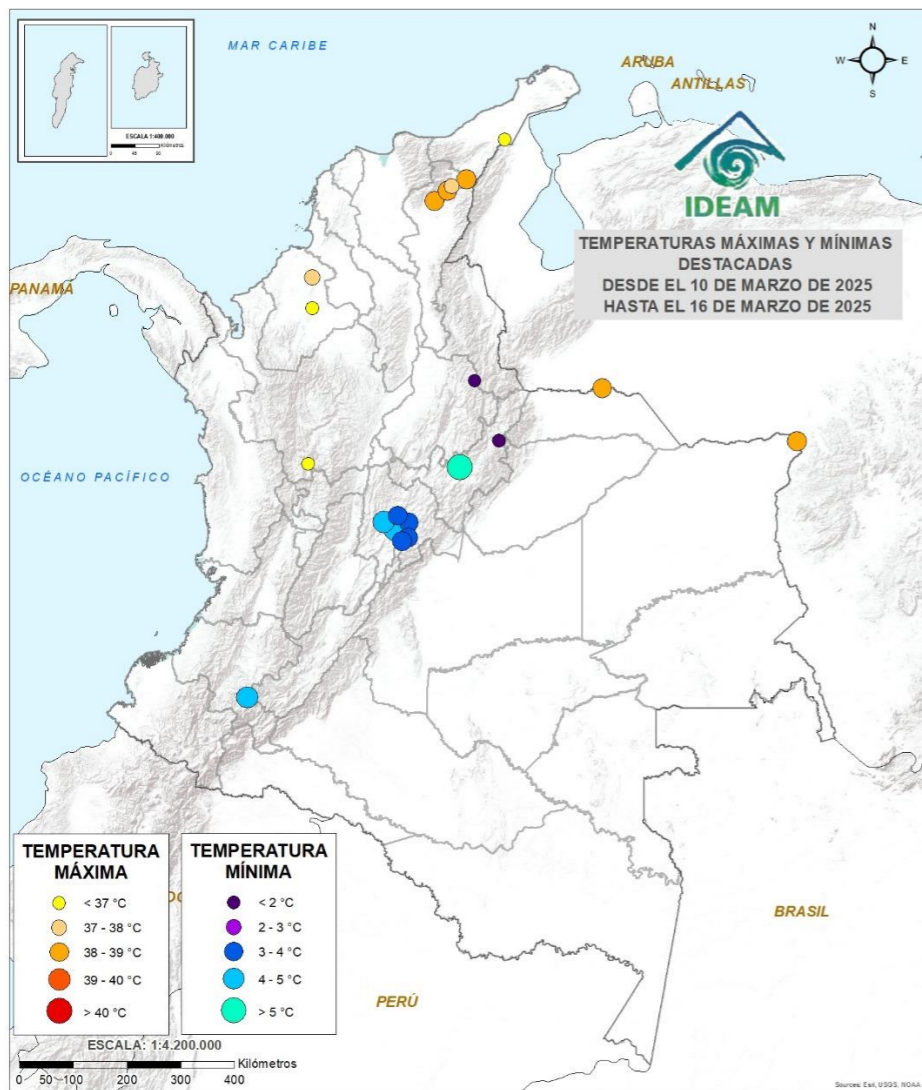 MAR CARIBE
N
W
E
S
ARUBA
ANTILLAS
ESCALA 1:400.000
IDEAM
TEMPERATURAS MÁXIMAS Y MÍNIMAS
DESTACADAS
DESDE EL 10 DE MARZO DE 2025
HASTA EL 16 DE MARZO DE 2025
PANAMÁ
OCÉANO PACÍFICO
TEMPERATURA
MÁXIMA
< 37 °C
37 - 38 °C
38 - 39 °C
39 - 40 °C
> 40 °C
TEMPERATURA
MÍNIMA
< 2 °C
2 - 3 °C
3 - 4 °C
4 - 5 °C
> 5 °C
BRASIL
PERÚ
ESCALA: 1:4.200.000
Kilómetros
0 50 100 200 300 400
Sources: Esri, USGS, NOAA